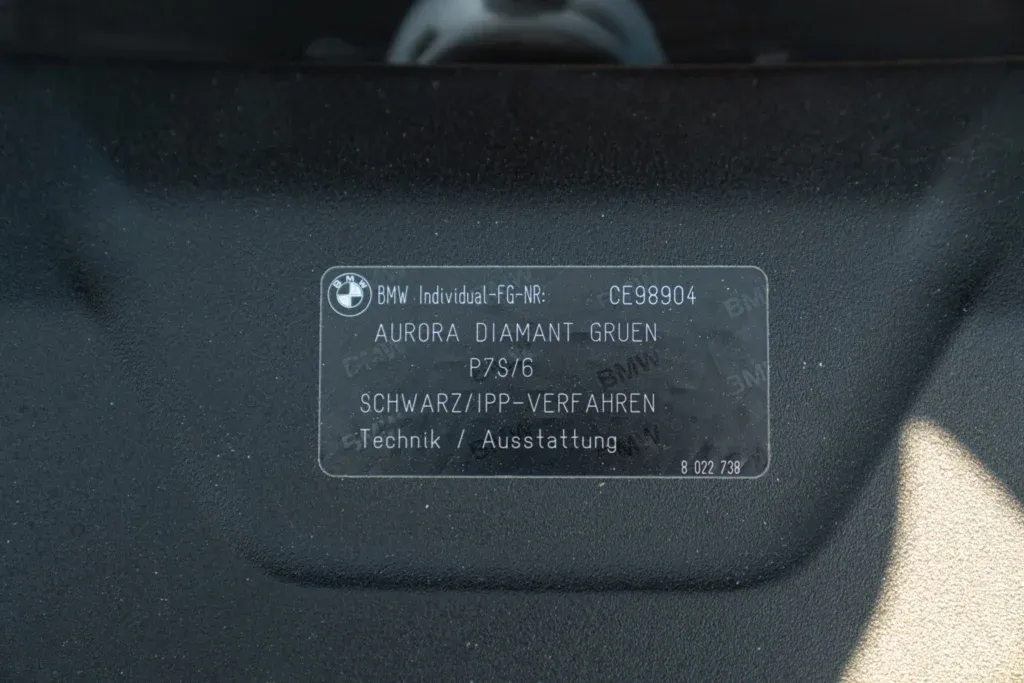 BMW Individual-FG-NR: CE98904
AURORA DIAMANT GRUEN
P7S/6
SCHWARZ/IPP-VERFAHREN
Technik / Ausstattung
8 022 738